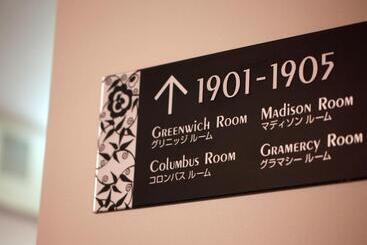 ↑ 1901-1905
Greenwich Room
グリニッジ ルーム
Madison Room
マディソン ルーム
Columbus Room
コロンバス ルーム
Gramercy Room
グラマシー ルーム